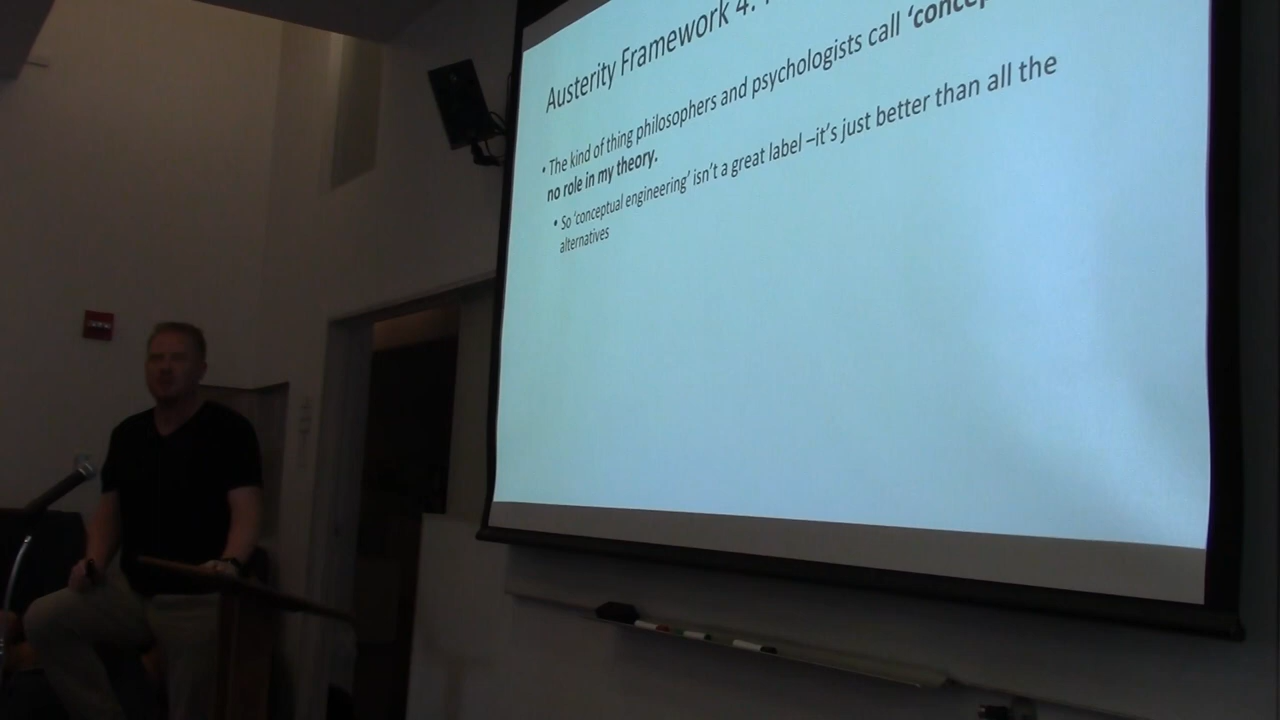 Austerity Framework 4:
• The kind of thing philosophers and psychologists call ‘concep
no role in my theory.
• So ‘conceptual engineering’ isn’t a great label –it’s just better than all the
alternatives